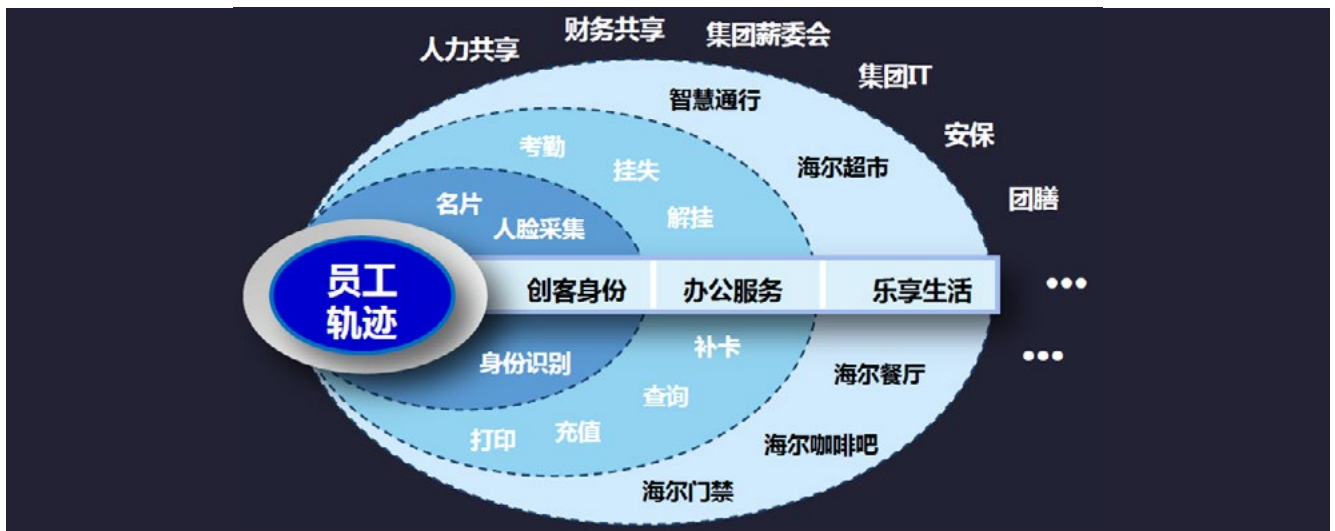 财务共享
集团薪委会
人力共享
集团IT
智慧通行
安保
考勤
挂失
海尔超市
团膳
名片
人脸采集
解挂
员工
轨迹
创客身份
办公服务
乐享生活
•••
身份识别
补卡
•••
海尔餐厅
查询
打印
充值
海尔咖啡吧
海尔门禁